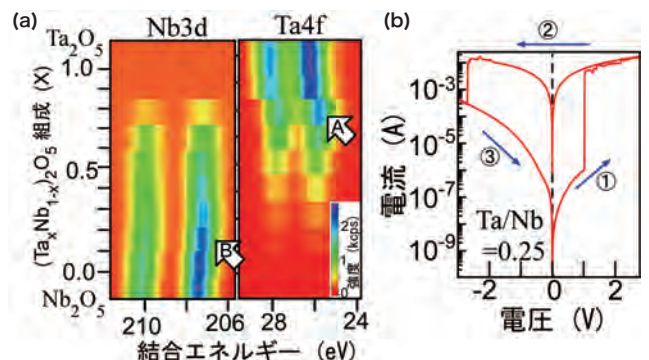 (a)
Nb3d
Ta4f
Ta₂O₅
1.0
0.5
0.0
Nb₂O₅
(TaₓNb₁₋ₓ)₂O₅ 組成 (X)
A
B
2
1
0
強度 (kcps)
210
206
26
24
結合エネルギー (eV)
(b)
②
10⁻³
10⁻⁵
10⁻⁷
10⁻⁹
電流 (A)
③
①
Ta/Nb
=0.25
-2
0
2
電圧 (V)